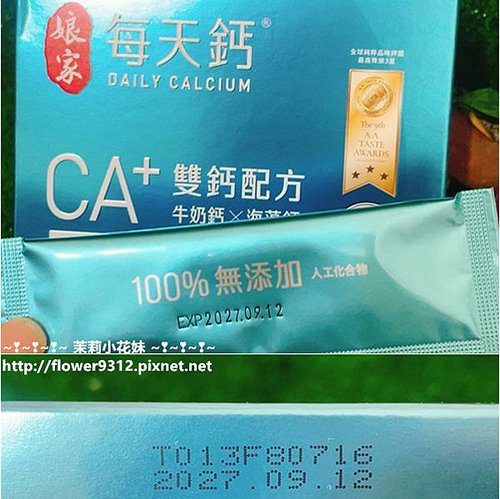 娘家
每天鈣®
DAILY CALCIUM
全球純粹品味評鑑
最高殊榮3星
The 9th
A.A.
TASTE
AWARDS
CA+
雙鈣配方
牛奶鈣×海藻鈣
100%無添加 人工化合物
EXP 2027.09.12
~❣~❣~❣~ 茉莉小花妹 ~❣~❣~❣~
http://flower9312.pixnet.net
T013F80716
2027.09.12